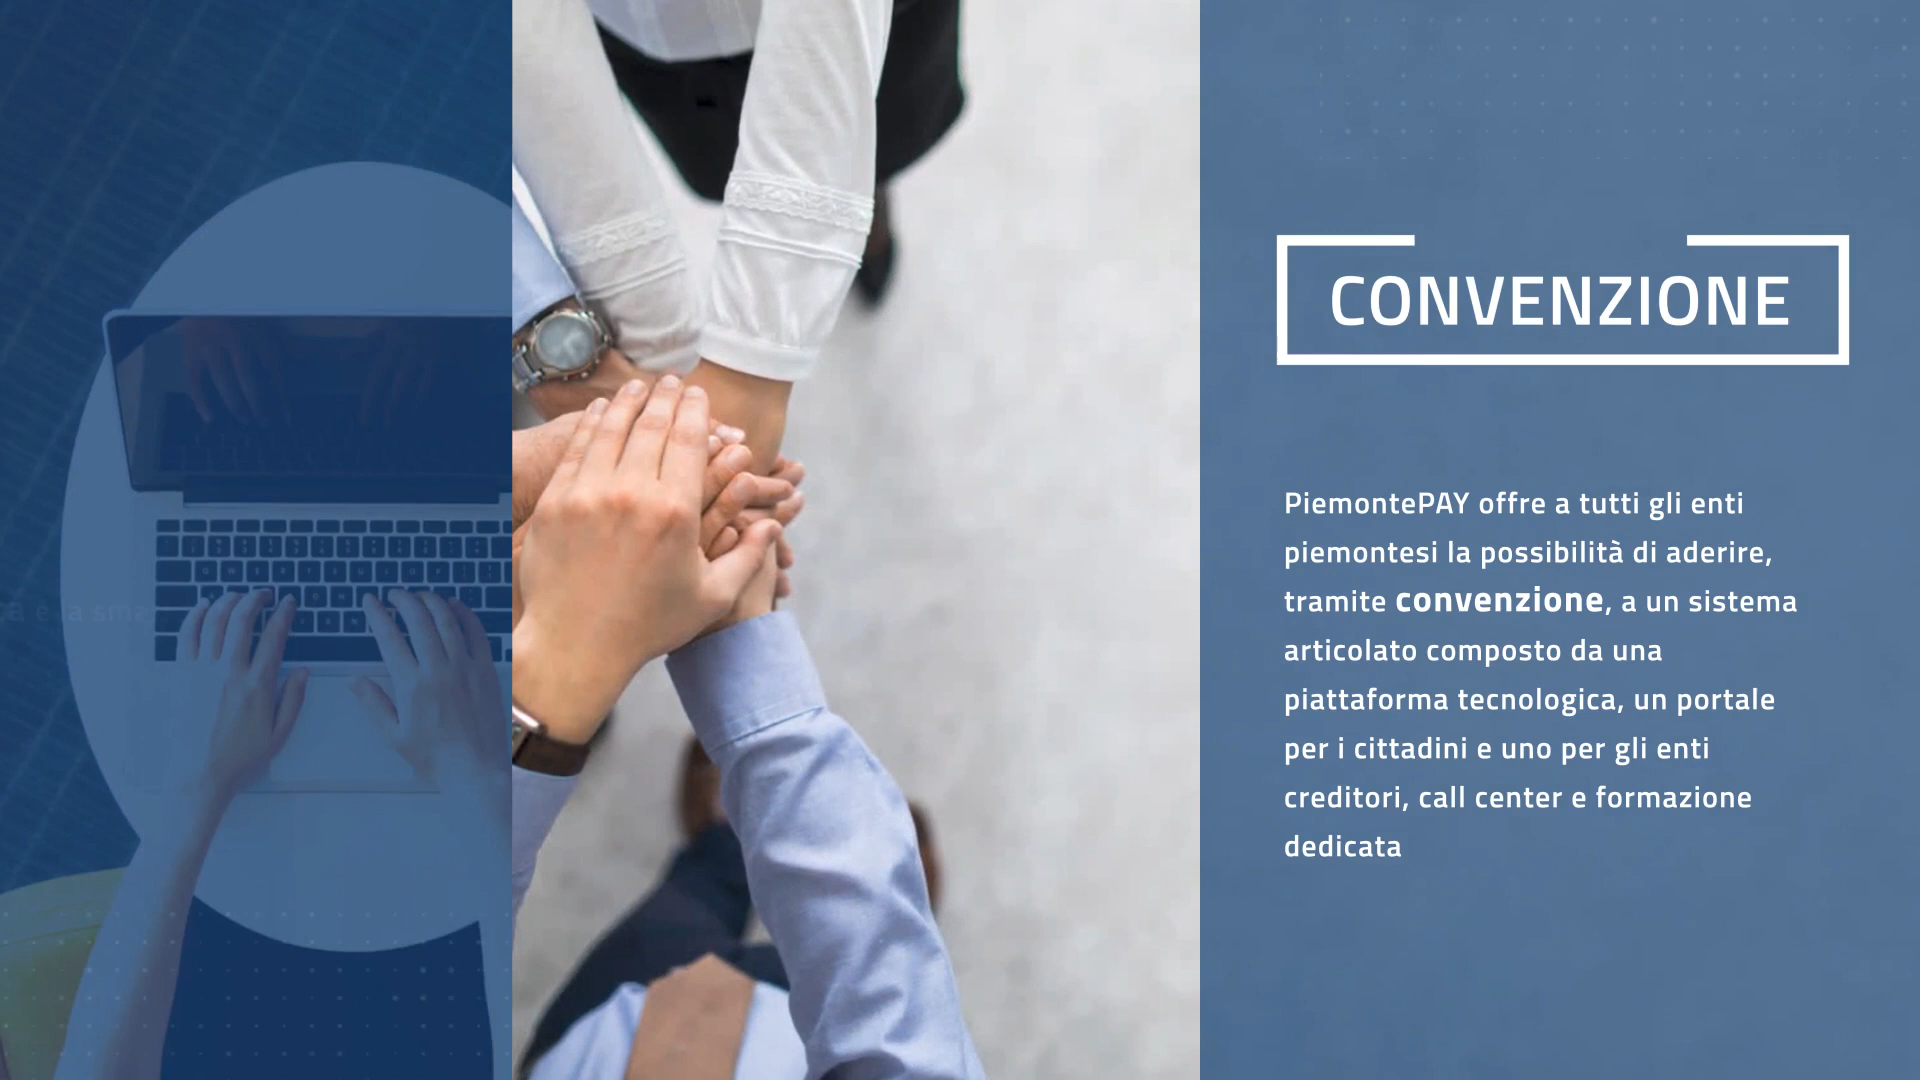 CONVENZIONE
PiemontePAY offre a tutti gli enti
piemontesi la possibilità di aderire,
tramite convenzione, a un sistema
articolato composto da una
piattaforma tecnologica, un portale
per i cittadini e uno per gli enti
creditori, call center e formazione
dedicata